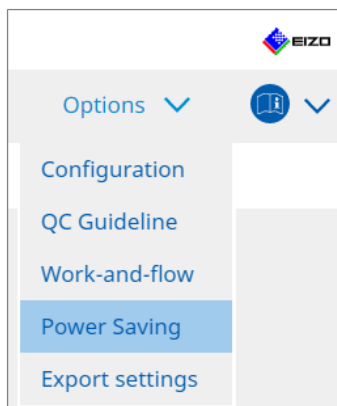 EIZO
Options
Configuration
QC Guideline
Work-and-flow
Power Saving
Export settings